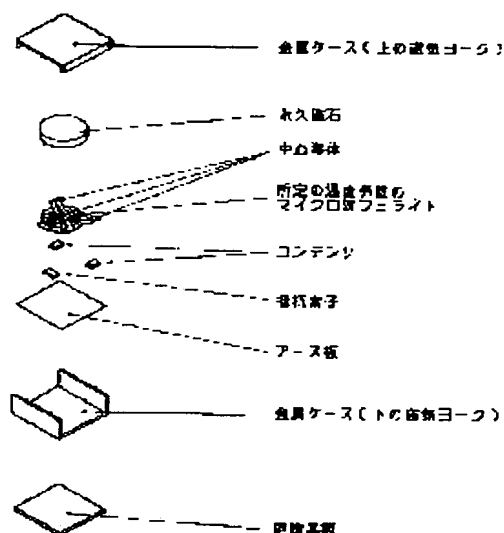 金属ケース(上の磁気ヨーク)
永久磁石
中心導体
所定の温度特性の
マイクロ波フェライト
コンデンサ
抵抗素子
アース板
金属ケース(下の磁気ヨーク)